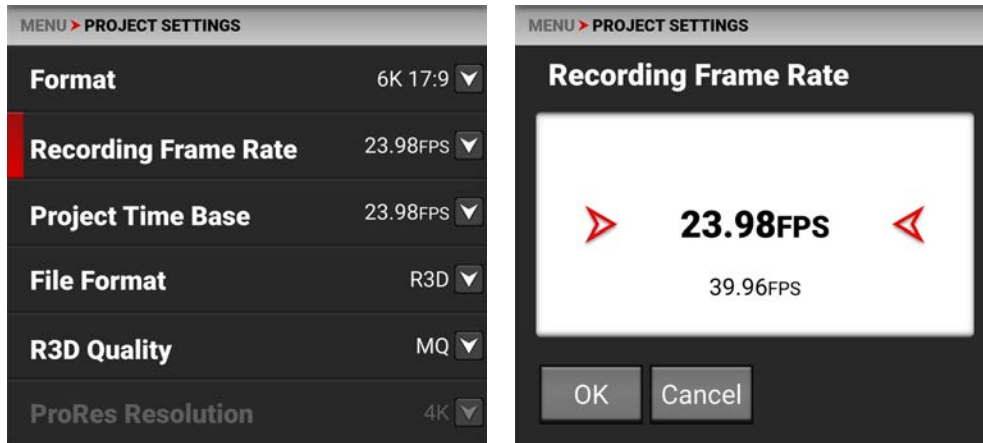 MENU > PROJECT SETTINGS
Format 6K 17:9
Recording Frame Rate 23.98FPS
Project Time Base 23.98FPS
File Format R3D
R3D Quality MQ
ProRes Resolution 4K
MENU > PROJECT SETTINGS
Recording Frame Rate
23.98FPS
39.96FPS
OK Cancel